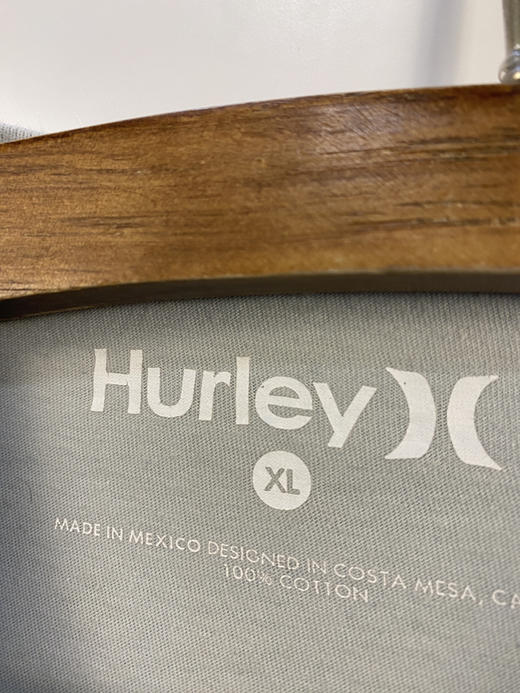 Hurley
XL
MADE IN MEXICO DESIGNED IN COSTA MESA, CA
100% COTTON